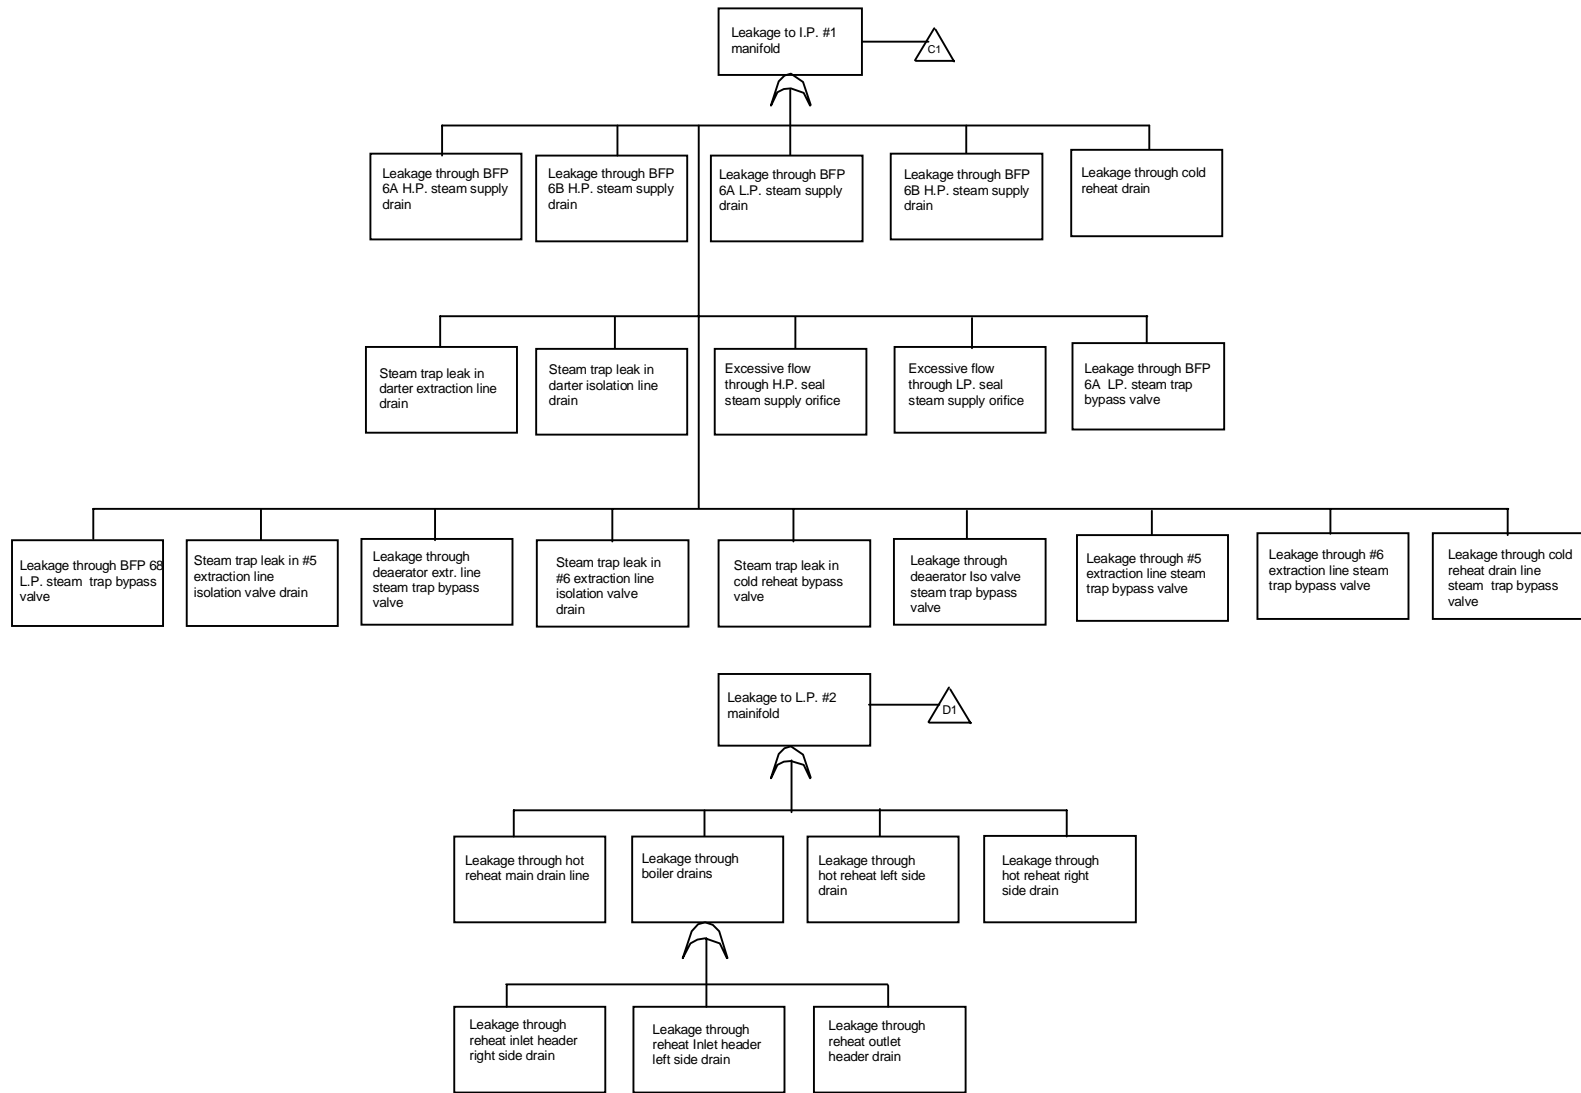 Leakage to I.P. #1
manifold
C1
Leakage through BFP
6A H.P. steam supply
drain
Leakage through BFP
6B H.P. steam supply
drain
Leakage through BFP
6A L.P. steam supply
drain
Leakage through BFP
6B H.P. steam supply
drain
Leakage through cold
reheat drain
Steam trap leak in
darter extraction line
drain
Steam trap leak in
darter isolation line
drain
Excessive flow
through H.P. seal
steam supply orifice
Excessive flow
through LP. seal
steam supply orifice
Leakage through BFP
6A LP. steam trap
bypass valve
Leakage through BFP 68
L.P. steam trap bypass
valve
Steam trap leak in #5
extraction line
isolation valve drain
Leakage through
deaerator extr. line
steam trap bypass
valve
Steam trap leak in
#6 extraction line
isolation valve
drain
Steam trap leak in
cold reheat bypass
valve
Leakage through
deaerator Iso valve
steam trap bypass
valve
Leakage through #5
extraction line steam
trap bypass valve
Leakage through #6
extraction line steam
trap bypass valve
Leakage through cold
reheat drain line
steam trap bypass
valve
Leakage to L.P. #2
mainifold
D1
Leakage through hot
reheat main drain line
Leakage through
boiler drains
Leakage through
hot reheat left side
drain
Leakage through
hot reheat right
side drain
Leakage through
reheat inlet header
right side drain
Leakage through
reheat Inlet header
left side drain
Leakage through
reheat outlet
header drain